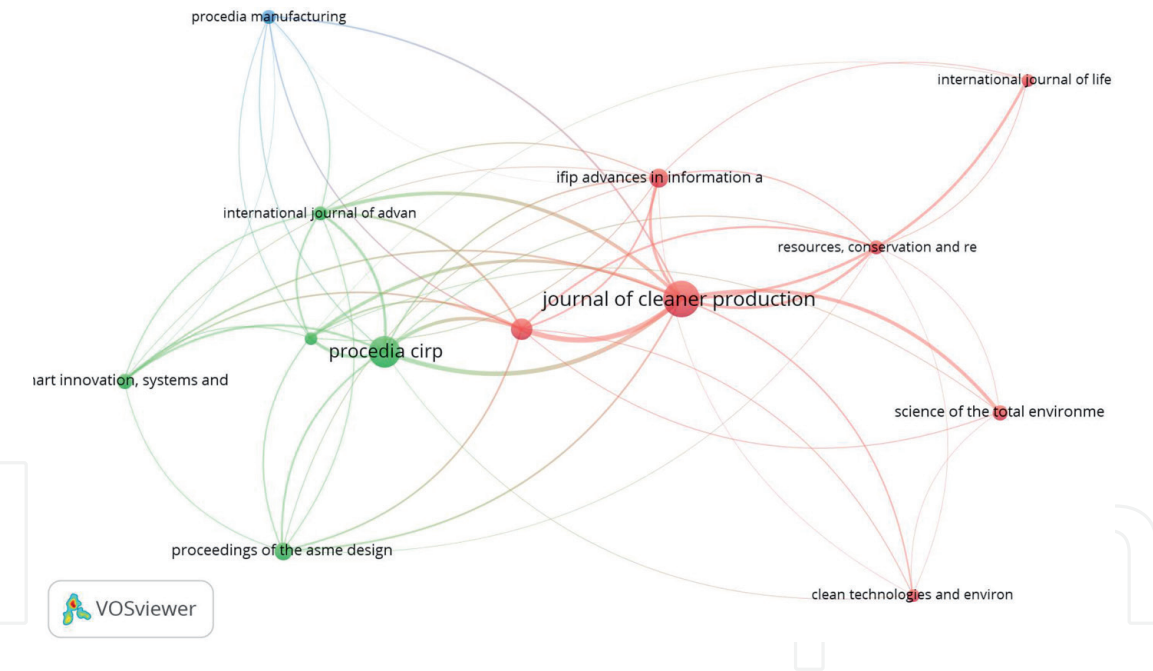 procedia manufacturing
international journal of life
ifip advances in information a
international journal of advan
resources, conservation and re
journal of cleaner production
procedia cirp
nart innovation, systems and
science of the total environme
proceedings of the asme design
clean technologies and environ
VOSviewer